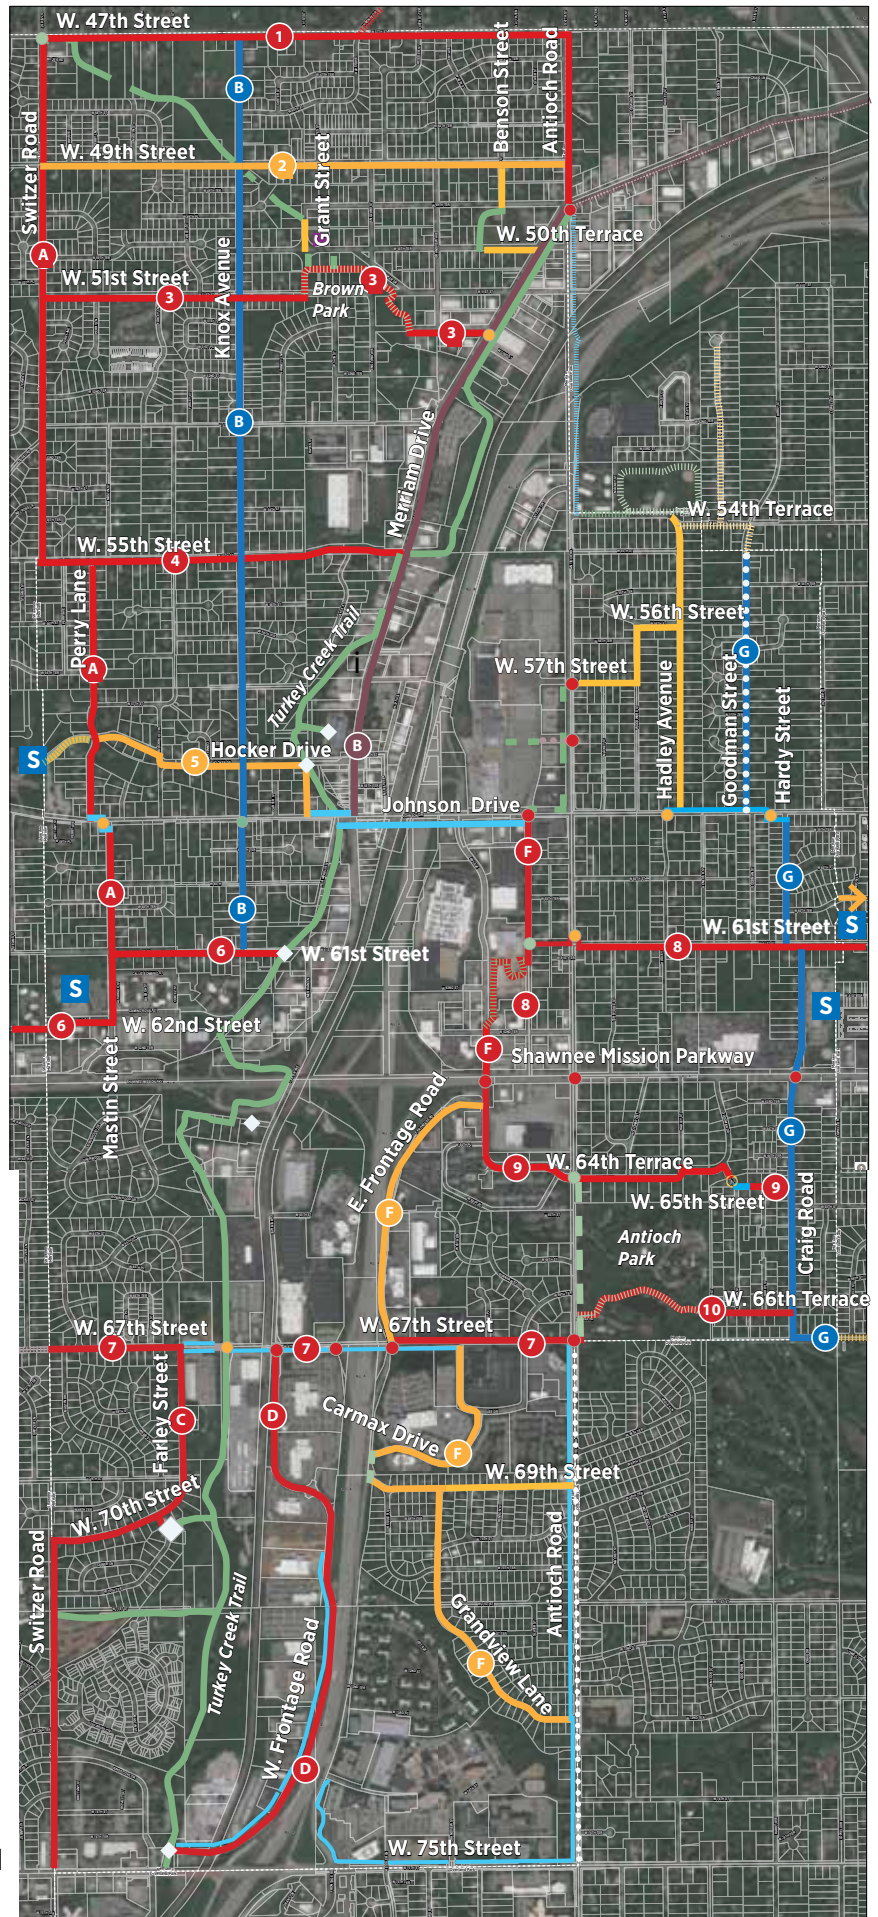 W. 47th Street
1
Benson Street
Antioch Road
B
Switzer Road
W. 49th Street
2
Grant Street
W. 50th Terrace
A
Knox Avenue
W. 51st Street
3
3
Brown
Park
3
B
Merriam Drive
W. 54th Terrace
W. 55th Street
4
Perry Lane
A
Turkey Creek Trail
W. 56th Street
G
W. 57th Street
Hadley Avenue
Goodman Street
Hardy Street
S
5
Hocker Drive
B
Johnson Drive
F
A
B
G
S
6
W. 61st Street
W. 61st Street
8
S
8
S
6
W. 62nd Street
F
Shawnee Mission Parkway
Mastin Street
E. Frontage Road
G
9
W. 64th Terrace
9
W. 65th Street
F
Antioch
Park
Craig Road
10
W. 66th Terrace
W. 67th Street
7
7
W. 67th Street
7
G
Farley Street
C
D
Carmax Drive
F
W. 69th Street
W. 70th Street
Switzer Road
Antioch Road
Turkey Creek Trail
W. Frontage Road
Grandview Lane
F
D
W. 75th Street